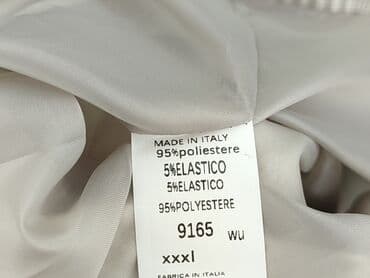 MADE IN ITALY
95%poliestere
5%ELASTICO
5%ELASTICO
95%POLYESTERE
9165 wu
xxxl
FABRICA IN ITALIA